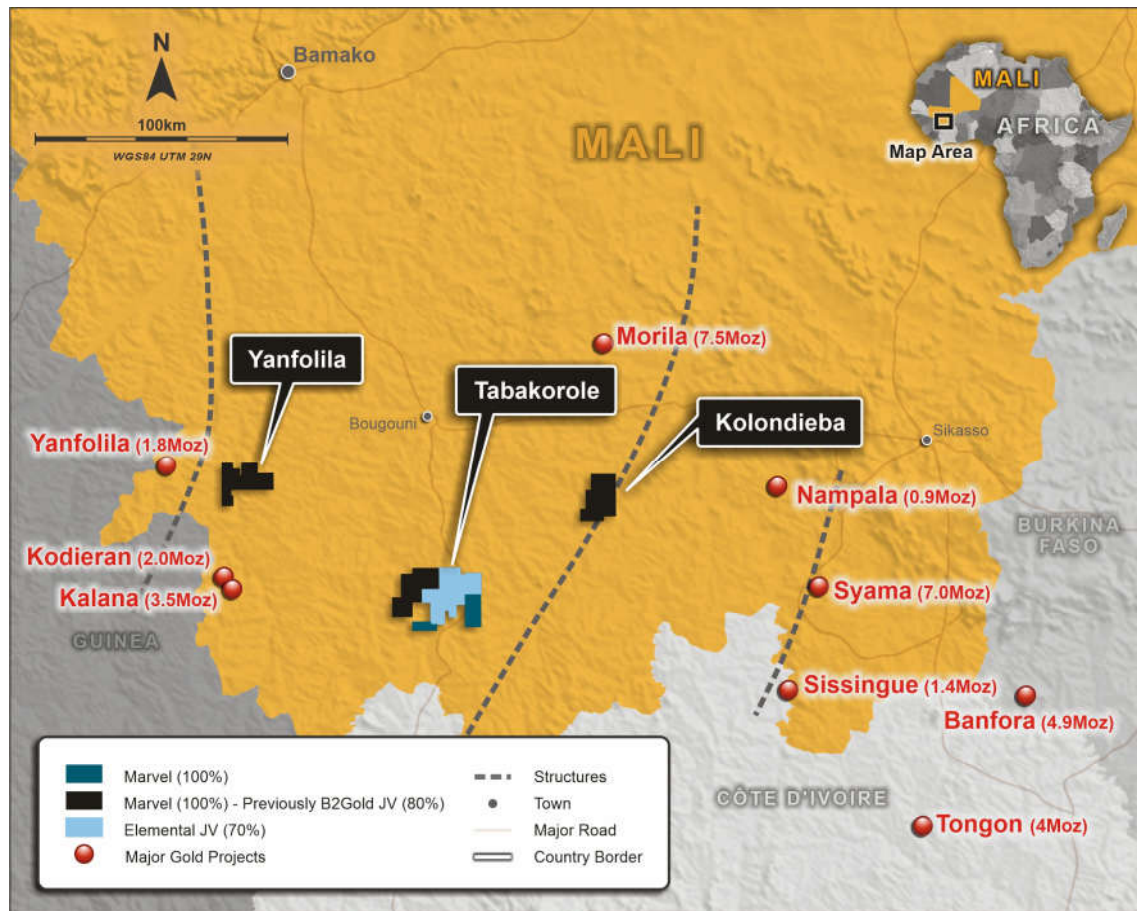 N
Bamako
100km
WGS84 UTM 29N
MALI
MALI
AFRICA
Map Area
Yanfolila
Morila (7.5Moz)
Tabakorole
Kolondieba
Bougouni
Sikasso
Yanfolila (1.8Moz)
Nampala (0.9Moz)
BURKINA
FASO
Kodieran (2.0Moz)
Kalana (3.5Moz)
Syama (7.0Moz)
GUINEA
Sissingue (1.4Moz)
Banfora (4.9Moz)
CÔTE D'IVOIRE
Tongon (4Moz)
Marvel (100%)
Marvel (100%) - Previously B2Gold JV (80%)
Elemental JV (70%)
Major Gold Projects
Structures
Town
Major Road
Country Border